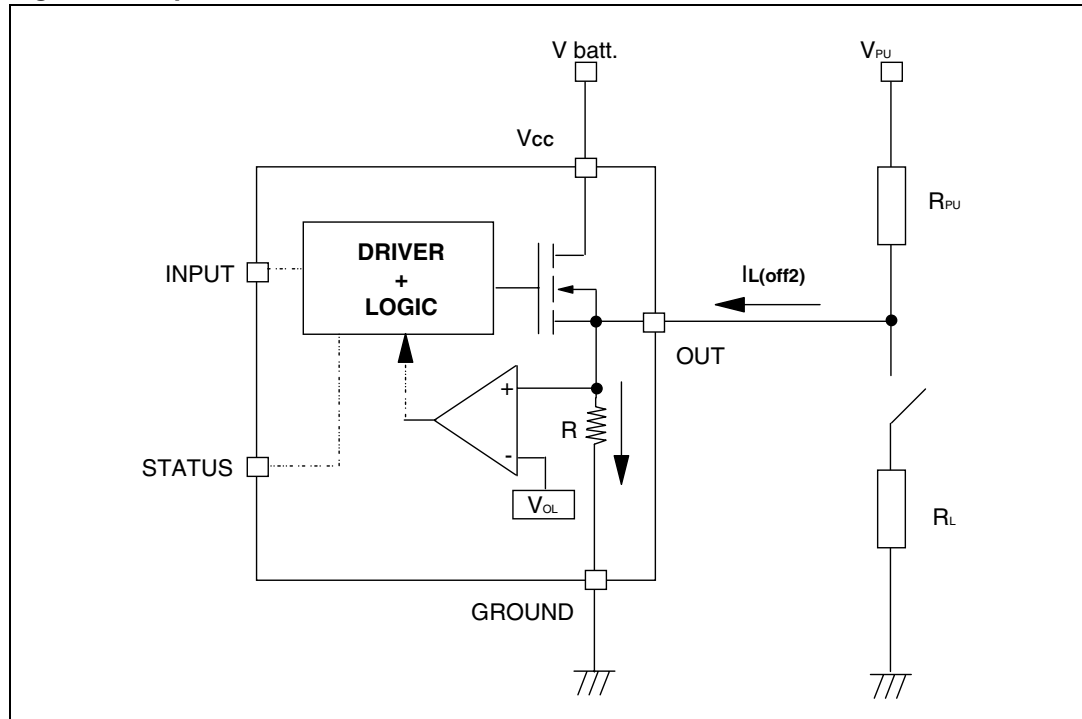 V batt.
VPU
Vcc
RPU
DRIVER
+
LOGIC
INPUT
IL(off2)
OUT
+
R
-
STATUS
VOL
RL
GROUND